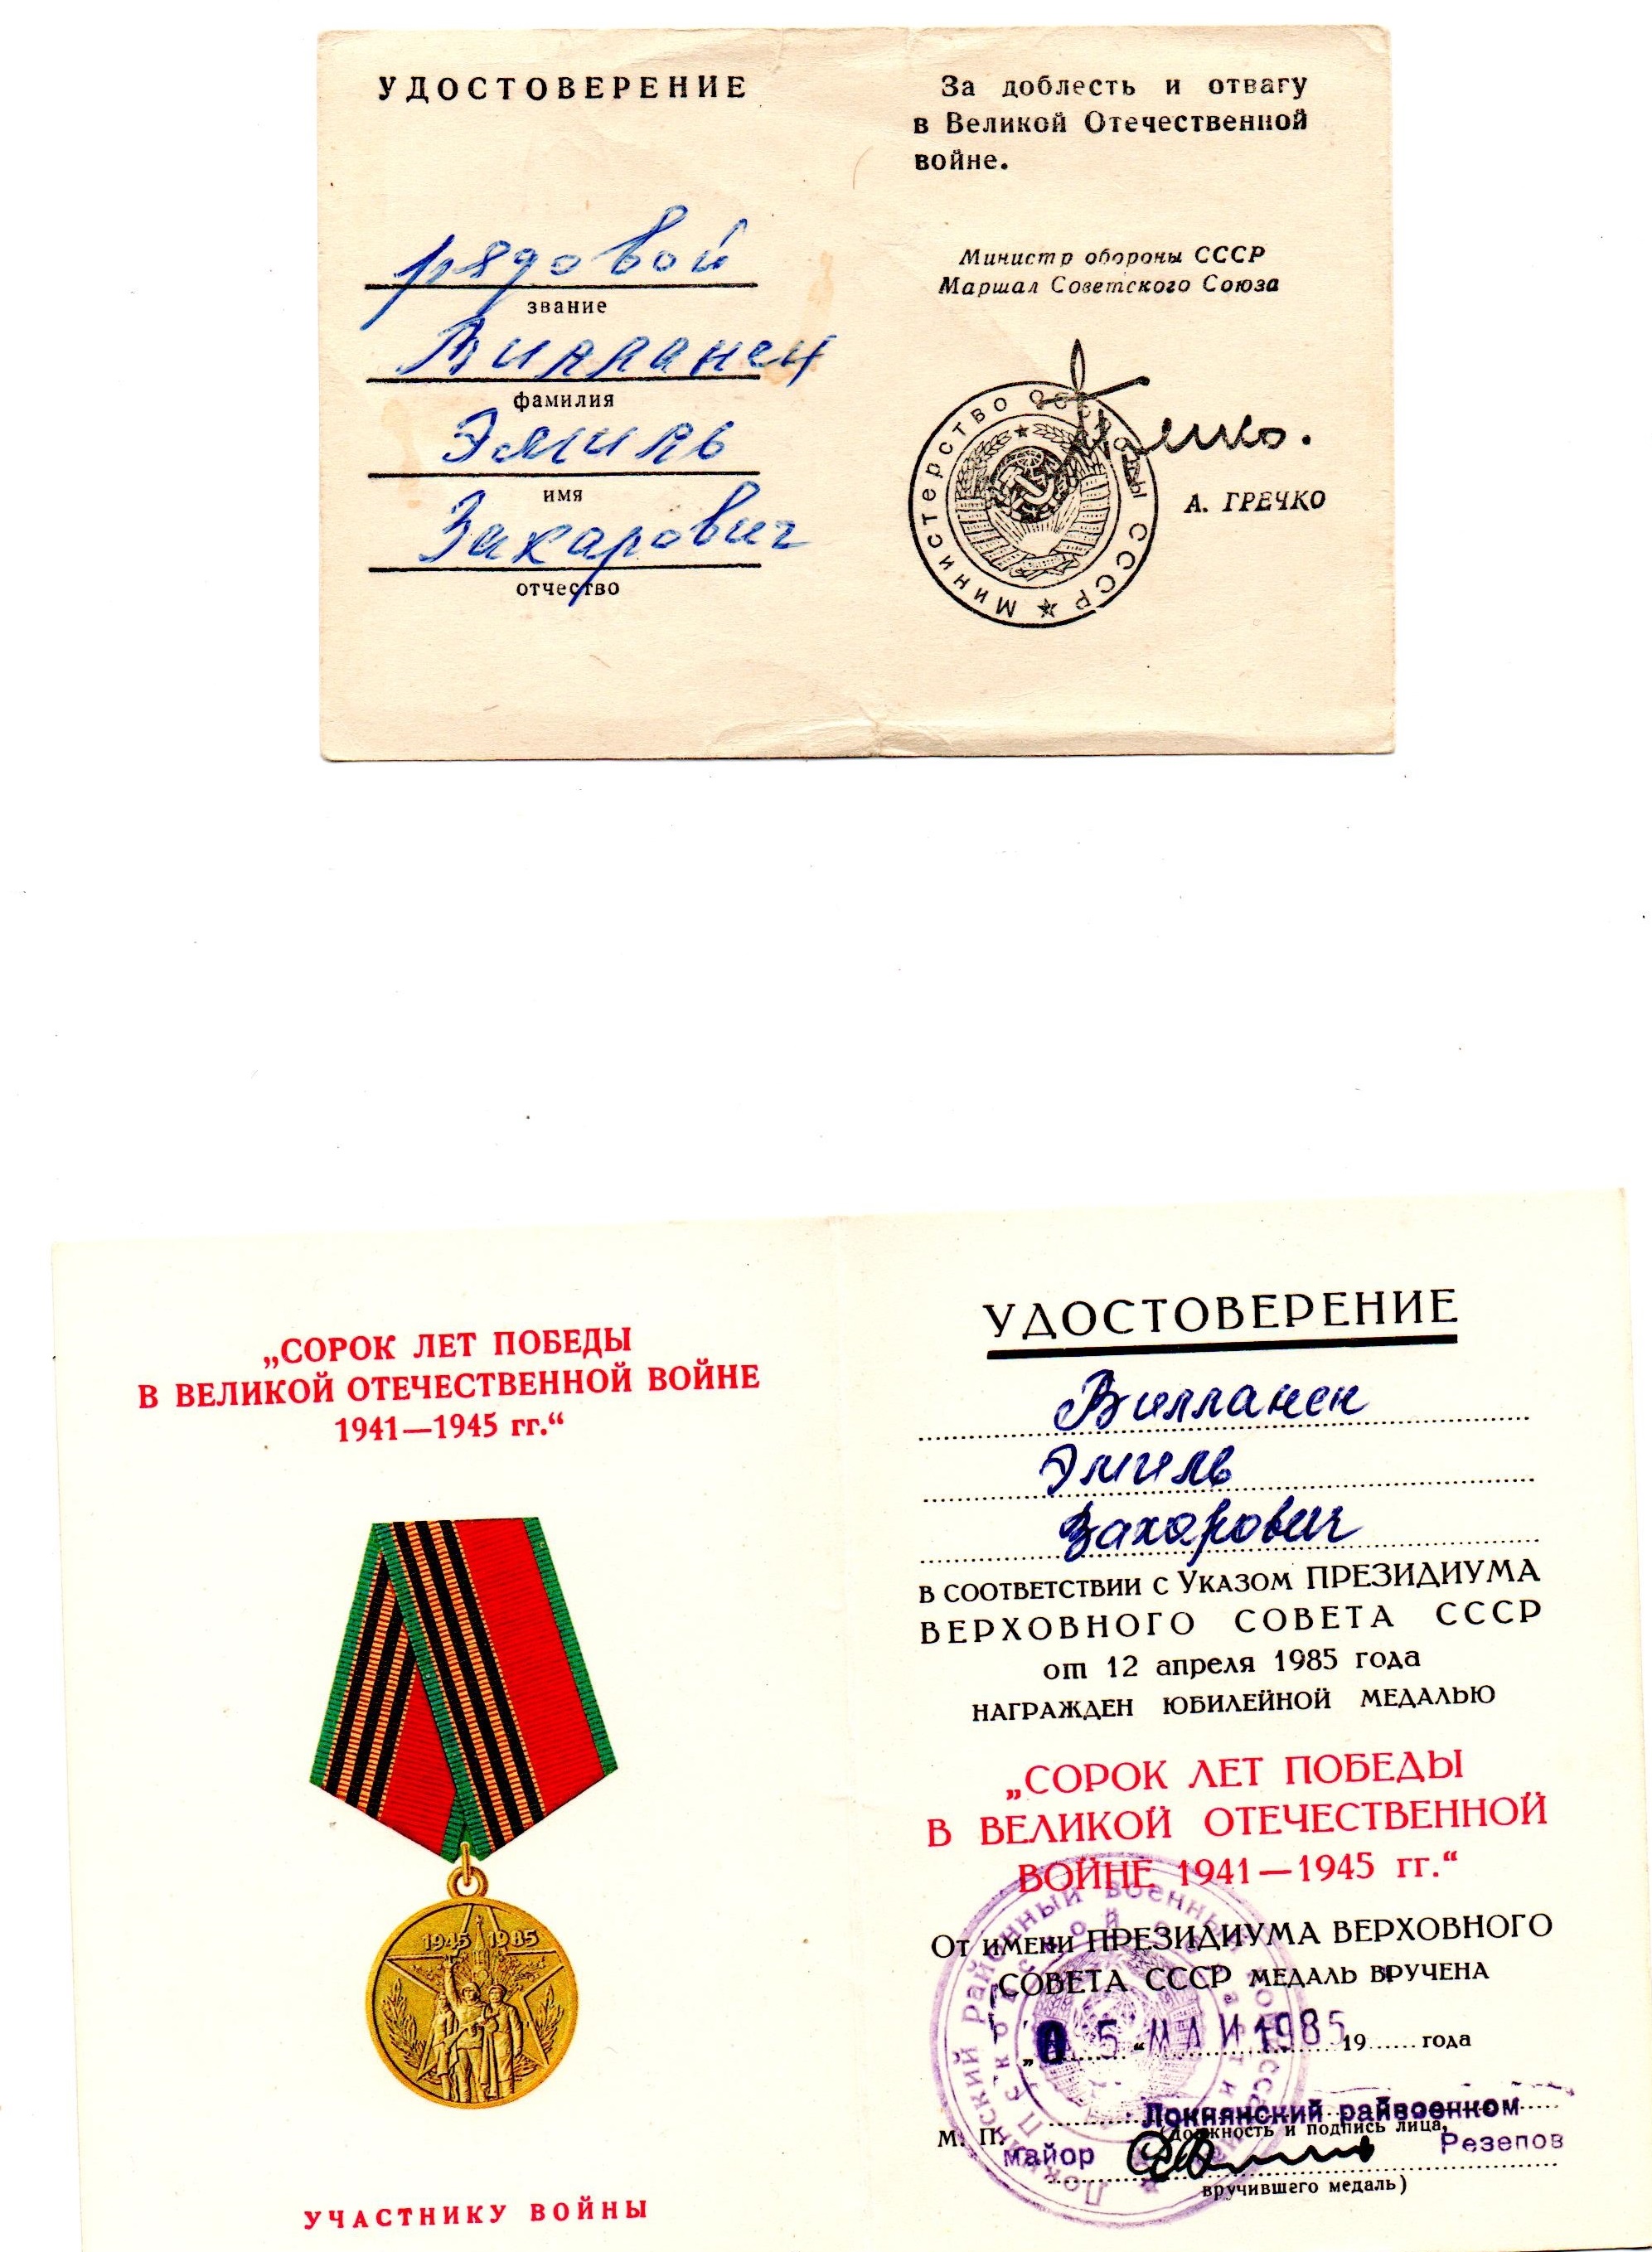 УДОСТОВЕРЕНИЕ
рядовой
звание
Вилланен
фамилия
Эмиль
имя
Захарович
отчество
За доблесть и отвагу
в Великой Отечественной
войне.
Министр обороны СССР
Маршал Советского Союза
Министерство Обороны СССР
А. ГРЕЧКО
„СОРОК ЛЕТ ПОБЕДЫ
В ВЕЛИКОЙ ОТЕЧЕСТВЕННОЙ ВОЙНЕ
1941—1945 гг.“
1945 1985
УЧАСТНИКУ ВОЙНЫ
УДОСТОВЕРЕНИЕ
Вилланен
Эмиль
Захарович
В СООТВЕТСТВИИ С УКАЗОМ ПРЕЗИДИУМА
ВЕРХОВНОГО СОВЕТА СССР
от 12 апреля 1985 года
НАГРАЖДЕН ЮБИЛЕЙНОЙ МЕДАЛЬЮ
„СОРОК ЛЕТ ПОБЕДЫ
В ВЕЛИКОЙ ОТЕЧЕСТВЕННОЙ
ВОЙНЕ 1941—1945 гг.“
ОТ ИМЕНИ ПРЕЗИДИУМА ВЕРХОВНОГО
СОВЕТА СССР МЕДАЛЬ ВРУЧЕНА
„05“ МАЯ 1985 19 года
Локнянский райвоенком
М. П. (должность и подпись лица,
майор Резепов
вручившего медаль)